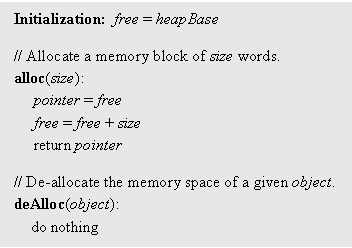 Initialization: free = heapBase
// Allocate a memory block of size words.
alloc(size):
pointer = free
free = free + size
return pointer
// De-allocate the memory space of a given object.
deAlloc(object):
do nothing